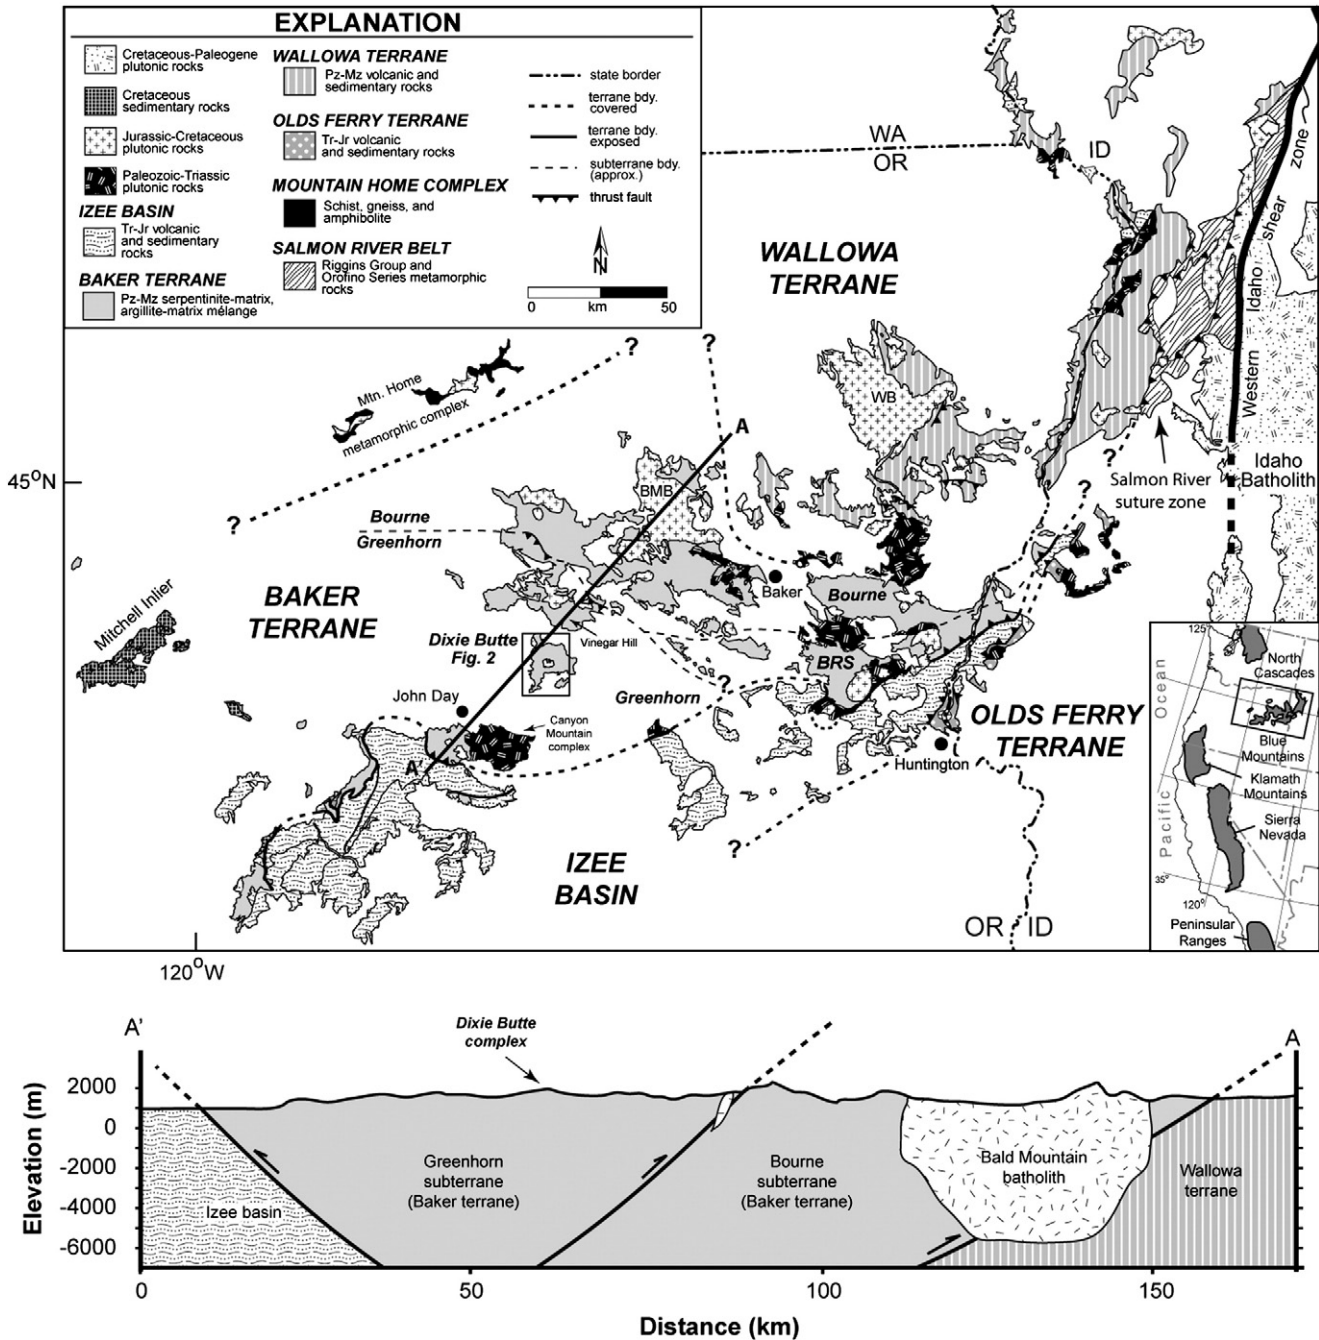 EXPLANATION
Cretaceous-Paleogene
plutonic rocks
Cretaceous
sedimentary rocks
Jurassic-Cretaceous
plutonic rocks
Paleozoic-Triassic
plutonic rocks
IZEE BASIN
Tr-Jr volcanic
and sedimentary
rocks
BAKER TERRANE
Pz-Mz serpentinite-matrix,
argillite-matrix mélange
WALLOWA TERRANE
Pz-Mz volcanic and
sedimentary rocks
OLDS FERRY TERRANE
Tr-Jr volcanic
and sedimentary rocks
MOUNTAIN HOME COMPLEX
Schist, gneiss, and
amphibolite
SALMON RIVER BELT
Riggins Group and
Orofino Series metamorphic
rocks
state border
terrane bdy.
covered
terrane bdy.
exposed
subterrane bdy.
(approx.)
thrust fault
N
0 km 50
WA
OR
ID
zone
shear
Idaho
Western
WALLOWA
TERRANE
?
?
Mtn. Home
metamorphic complex
A
WB
45oN
BMB
?
Salmon River
suture zone
Idaho
Batholith
?
?
Bourne
Greenhorn
Mitchell Inlier
BAKER
TERRANE
Baker
Bourne
Dixie Butte
Fig. 2
Vinegar Hill
BRS
?
Greenhorn
John Day
Canyon
Mountain
complex
A'
OLDS FERRY
TERRANE
Huntington
?
IZEE
BASIN
OR
ID
125o
North
Cascades
Pacific Ocean
Blue
Mountains
Klamath
Mountains
Sierra
Nevada
35o
120o
Peninsular
Ranges
120oW
A'
Dixie Butte
complex
A
Elevation (m)
2000
0
-2000
-4000
-6000
Izee basin
Greenhorn
subterrane
(Baker terrane)
Bourne
subterrane
(Baker terrane)
Bald Mountain
batholith
Wallowa
terrane
0
50
100
150
Distance (km)